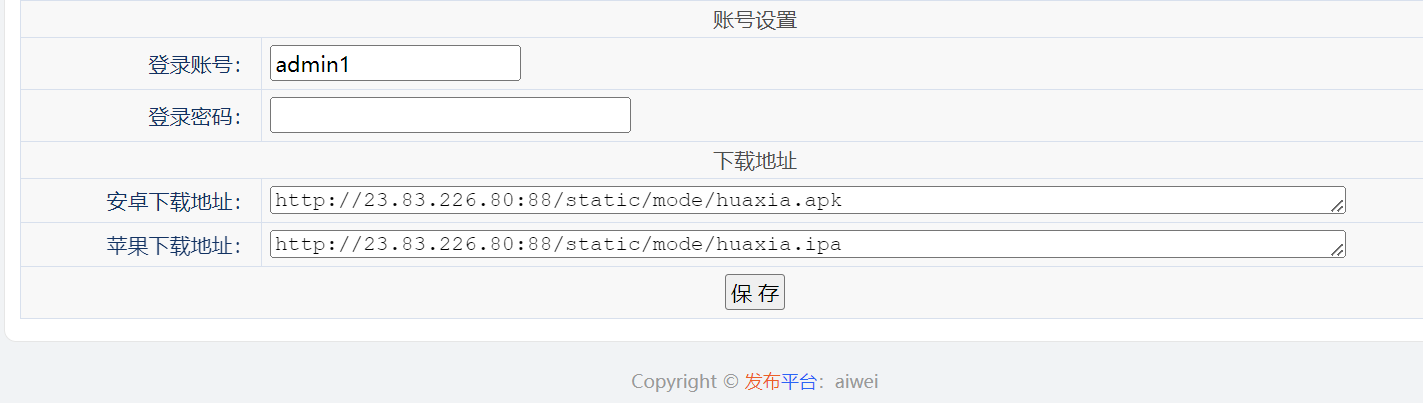 账号设置
登录账号： admin1
登录密码：
下载地址
安卓下载地址： http://23.83.226.80:88/static/mode/huaxia.apk
苹果下载地址： http://23.83.226.80:88/static/mode/huaxia.ipa
保 存
Copyright © 发布平台：aiwei